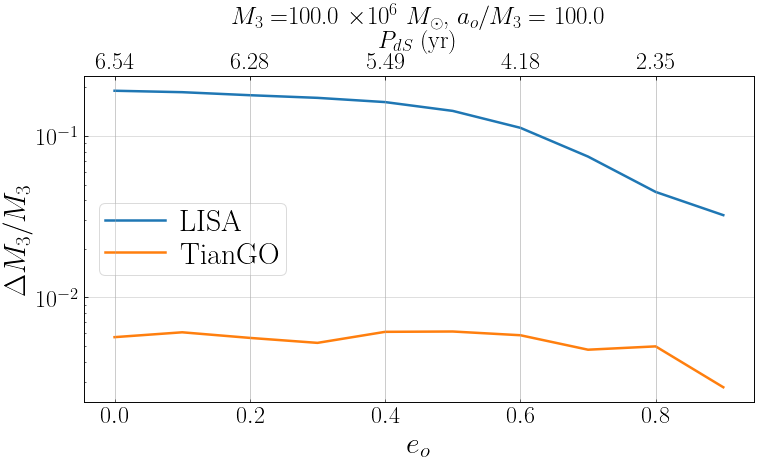 M₃ =100.0 ×10⁶ M⊙, aₒ/M₃ = 100.0
P_{dS} (yr)
6.54 6.28 5.49 4.18 2.35
10⁻¹
ΔM₃/M₃
LISA
TianGO
10⁻²
0.0 0.2 0.4 0.6 0.8
eₒ